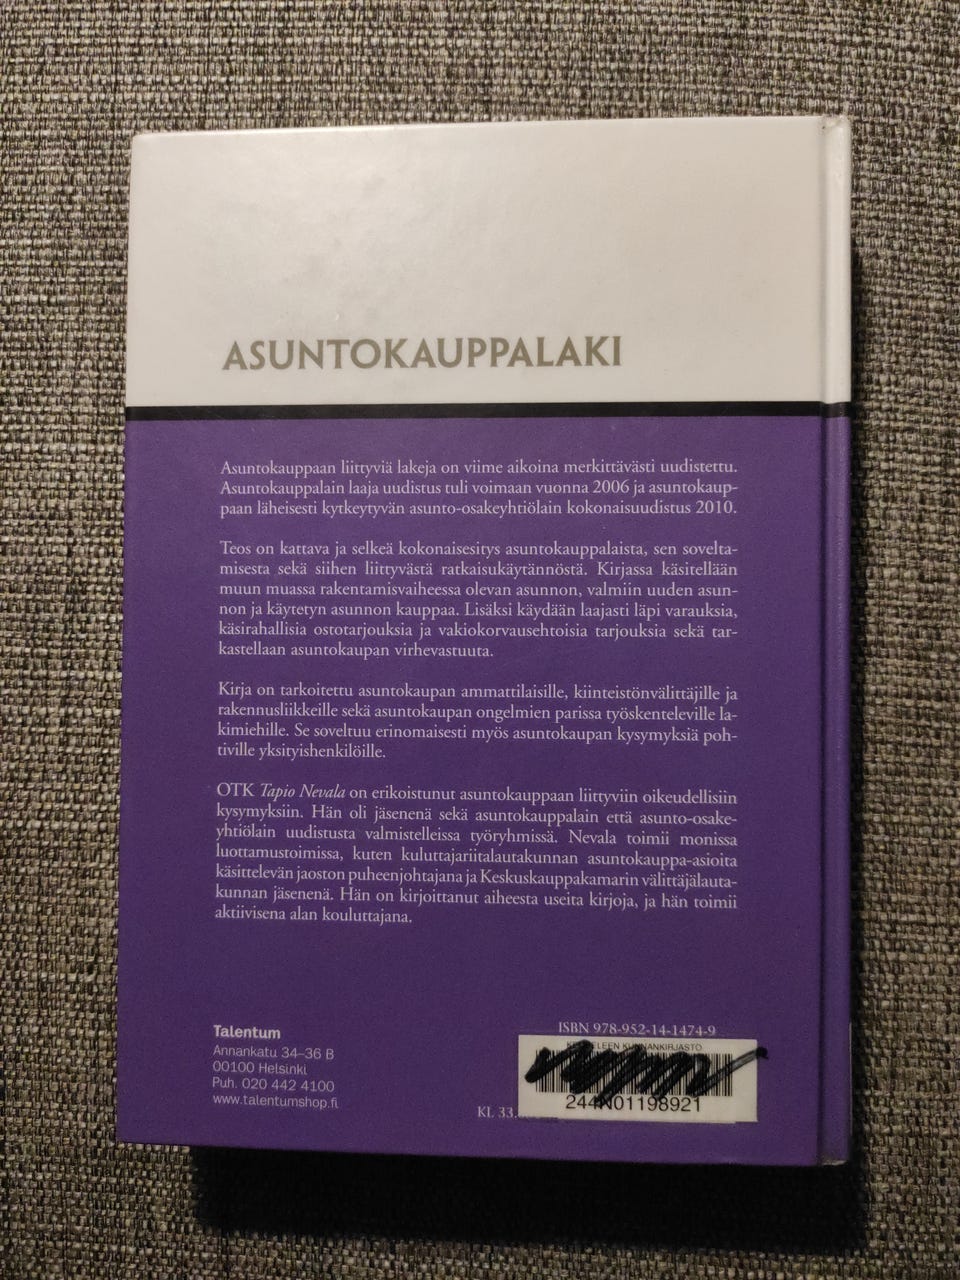 ASUNTOKAUPPALAKI
Asuntokauppaan liittyviä lakeja on viime aikoina merkittävästi uudistettu.
Asuntokauppalain laaja uudistus tuli voimaan vuonna 2006 ja asuntokaup-
paan läheisesti kytkeytyvän asunto-osakeyhtiölain kokonaisuudistus 2010.
Teos on kattava ja selkeä kokonaisesitys asuntokauppalaista, sen sovelta-
misesta sekä siihen liittyvästä ratkaisukäytännöstä. Kirjassa käsitellään
muun muassa rakentamisvaiheessa olevan asunnon, valmiin uuden asun-
non ja käytetyn asunnon kauppaa. Lisäksi käydään laajasti läpi varauksia,
käsirahallisia ostotarjouksia ja vakiokorvausehtoisia tarjouksia sekä tar-
kastellaan asuntokaupan virhevastuuta.
Kirja on tarkoitettu asuntokaupan ammattilaisille, kiinteistönvälittäjille ja
rakennusliikkeille sekä asuntokaupan ongelmien parissa työskenteleville la-
kimiehille. Se soveltuu erinomaisesti myös asuntokaupan kysymyksiä poh-
tiville yksityishenkilöille.
OTK Tapio Nevala on erikoistunut asuntokauppaan liittyviin oikeudellisiin
kysymyksiin. Hän oli jäsenenä sekä asuntokauppalain että asunto-osake-
yhtiölain uudistusta valmistelleissa työryhmissä. Nevala toimii monissa
luottamustoimissa, kuten kuluttajariitalautakunnan asuntokauppa-asioita
käsittelevän jaoston puheenjohtajana ja Keskuskauppakamarin välittäjälauta-
kunnan jäsenenä. Hän on kirjoittanut aiheesta useita kirjoja, ja hän toimii
aktiivisena alan kouluttajana.
Talentum
Annankatu 34–36 B
00100 Helsinki
Puh. 020 442 4100
www.talentumshop.fi
ISBN 978-952-14-1474-9
KUNNANKIRJASTO
244N01198921
KL 33.